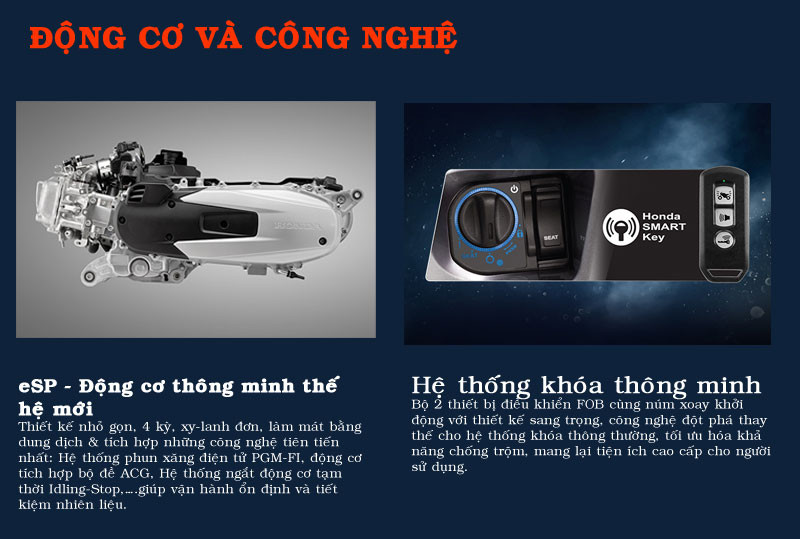 ĐỘNG CƠ VÀ CÔNG NGHỆ
HONDA
SEAT
Honda
SMART
Key
eSP - Động cơ thông minh thế
hệ mới
Thiết kế nhỏ gọn, 4 kỳ, xy-lanh đơn, làm mát bằng
dung dịch & tích hợp những công nghệ tiên tiến
nhất: Hệ thống phun xăng điện tử PGM-FI, động cơ
tích hợp bộ đề ACG, Hệ thống ngắt động cơ tạm
thời Idling-Stop,….giúp vận hành ổn định và tiết
kiệm nhiên liệu.
Hệ thống khóa thông minh
Bộ 2 thiết bị điều khiển FOB cùng núm xoay khởi
động với thiết kế sang trọng, công nghệ đột phá thay
thế cho hệ thống khóa thông thường, tối ưu hóa khả
năng chống trộm, mang lại tiện ích cao cấp cho người
sử dụng.